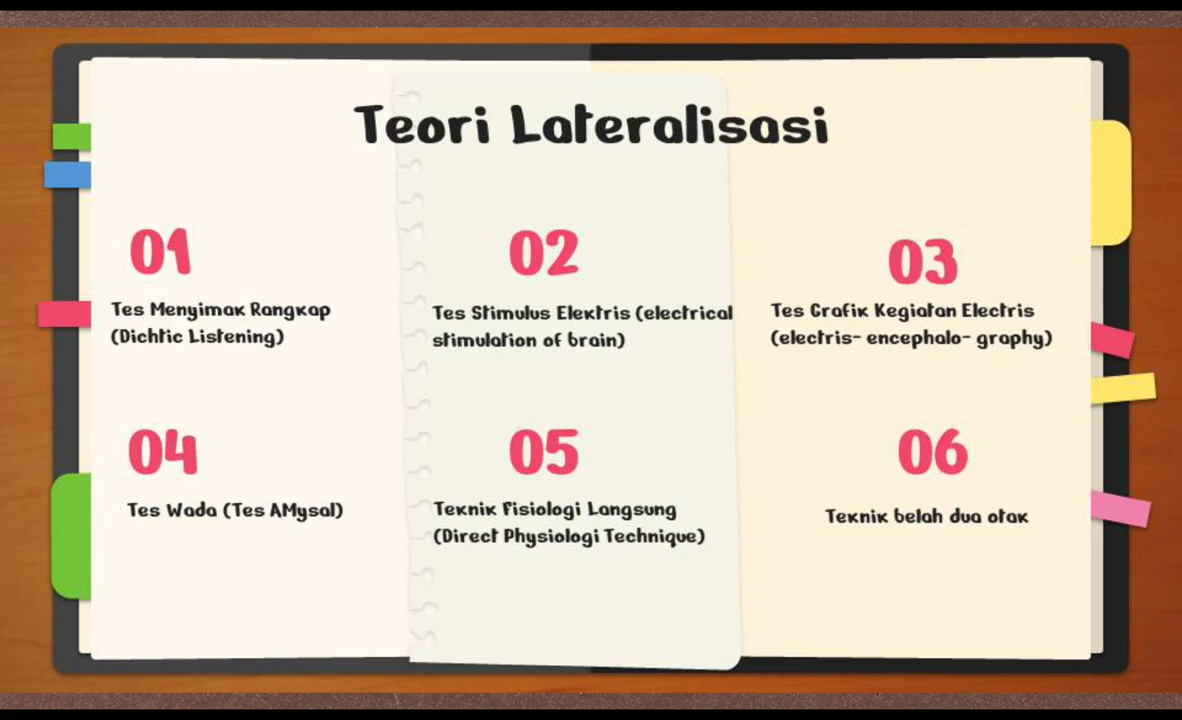 Teori Lateralisasi
01
Tes Menyimak Rangkap
(Dichtic Listening)
02
Tes Stimulus Elektris (electrical
stimulation of brain)
03
Tes Grafik Kegiatan Electris
(electris- encephalo- graphy)
04
Tes Wada (Tes AMysal)
05
Teknik Fisiologi Langsung
(Direct Physiologi Technique)
06
Teknik belah dua otak